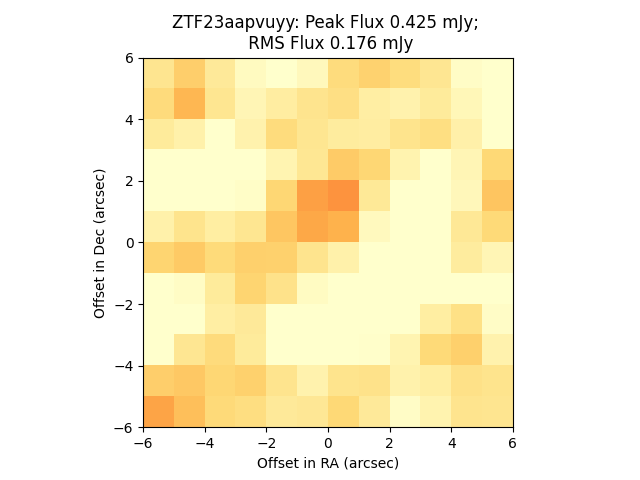 ZTF23aapvuyy: Peak Flux 0.425 mJy;
RMS Flux 0.176 mJy
6
4
2
0
−2
−4
−6
Offset in Dec (arcsec)
−6 −4 −2 0 2 4 6
Offset in RA (arcsec)